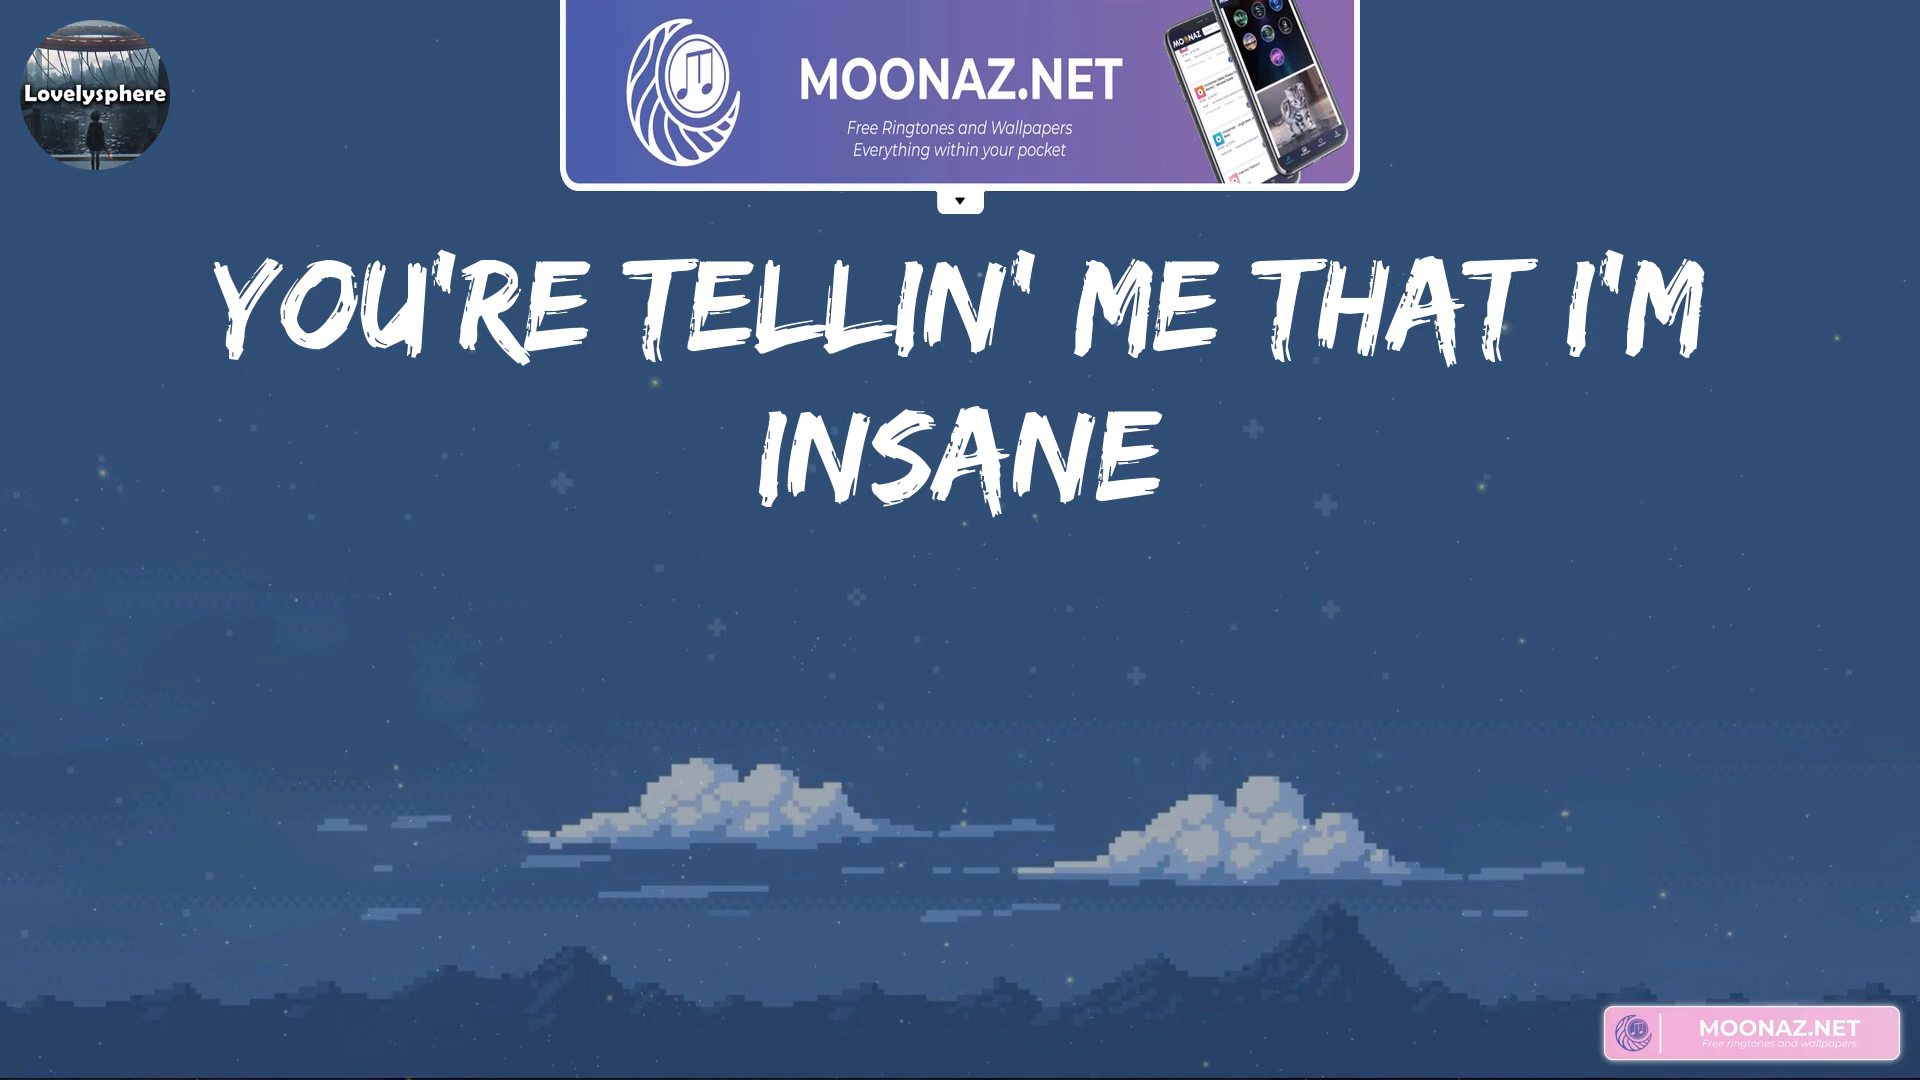 Lovelysphere
MOONAZ.NET
Free Ringtones and Wallpapers
Everything within your pocket
MOONAZ
YOU'RE TELLIN' ME THAT I'M
INSANE
MOONAZ.NET
Free ringtones and wallpapers